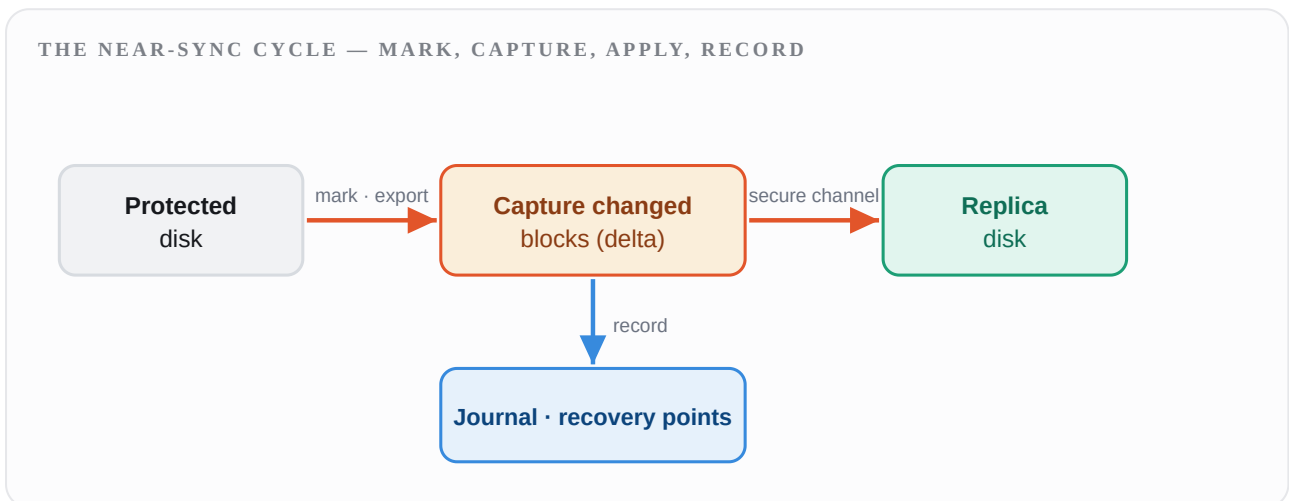 THE NEAR-SYNC CYCLE — MARK, CAPTURE, APPLY, RECORD
Protected
disk
mark · export
Capture changed
blocks (delta)
secure channel
Replica
disk
record
Journal · recovery points